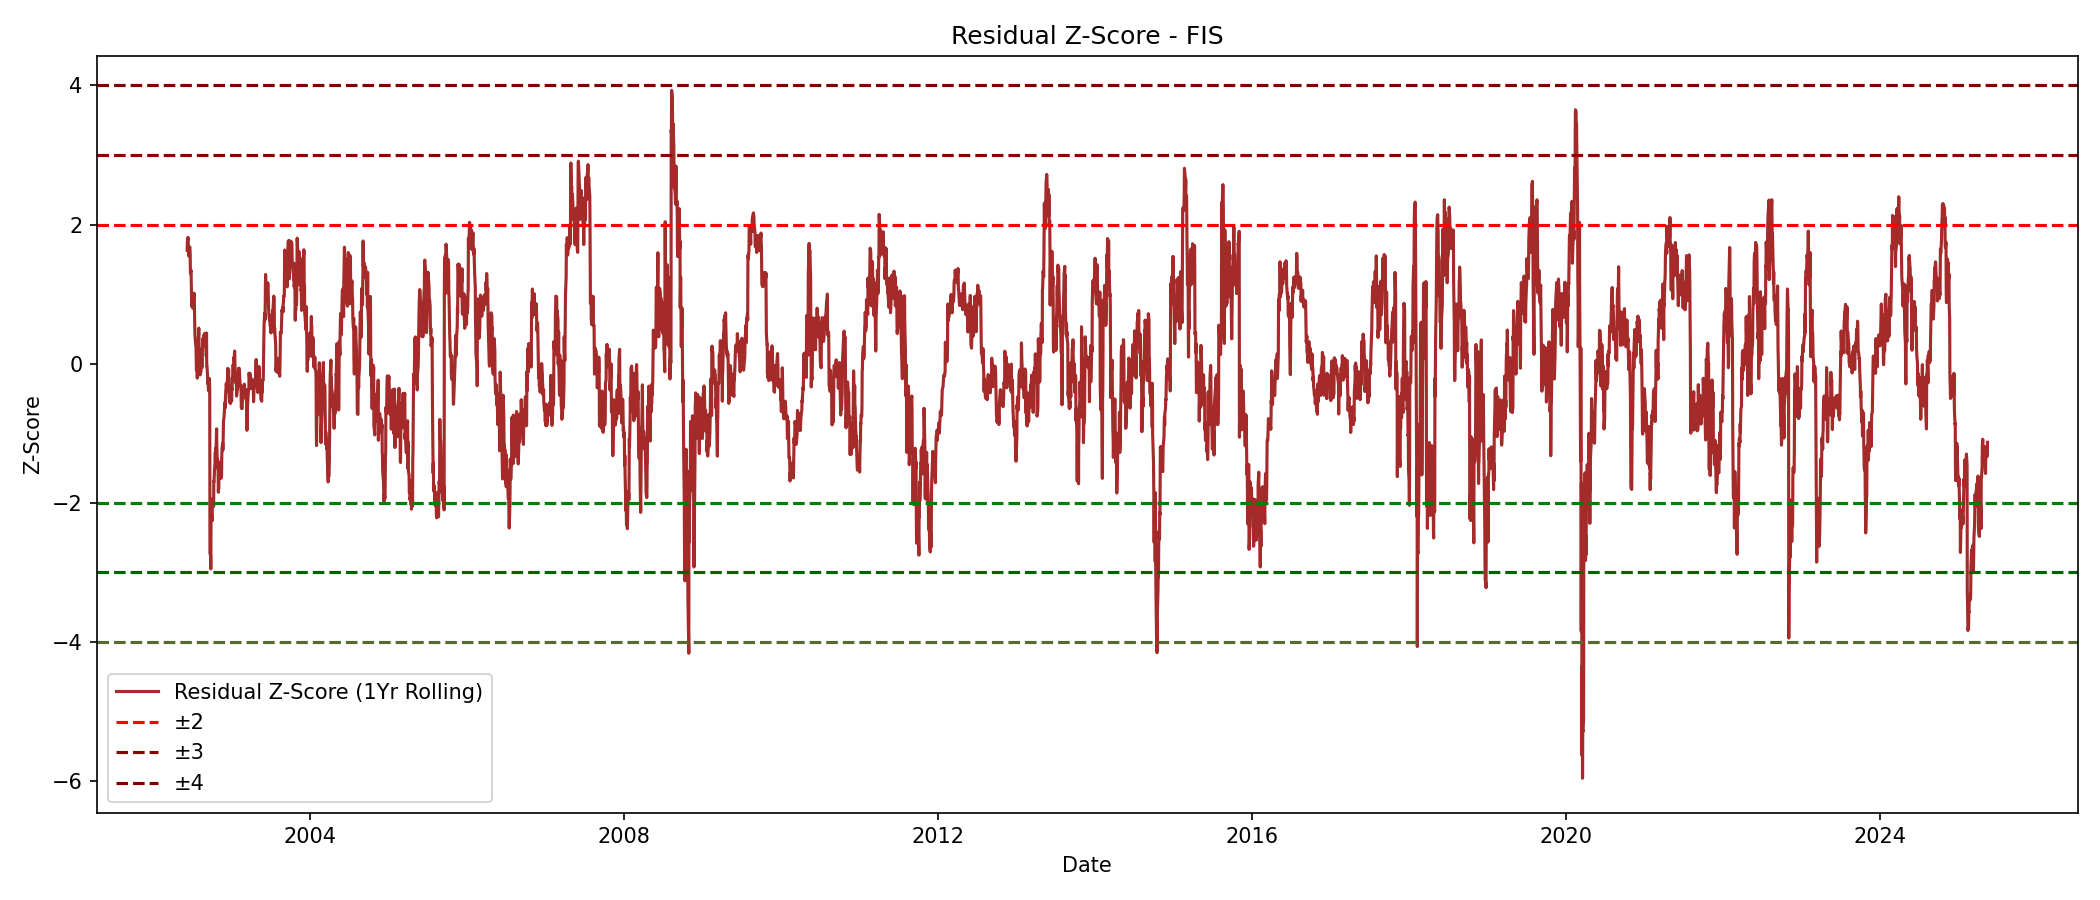 Residual Z-Score - FIS
4
2
0
−2
−4
−6
Z-Score
Residual Z-Score (1Yr Rolling)
±2
±3
±4
2004 2008 2012 2016 2020 2024
Date